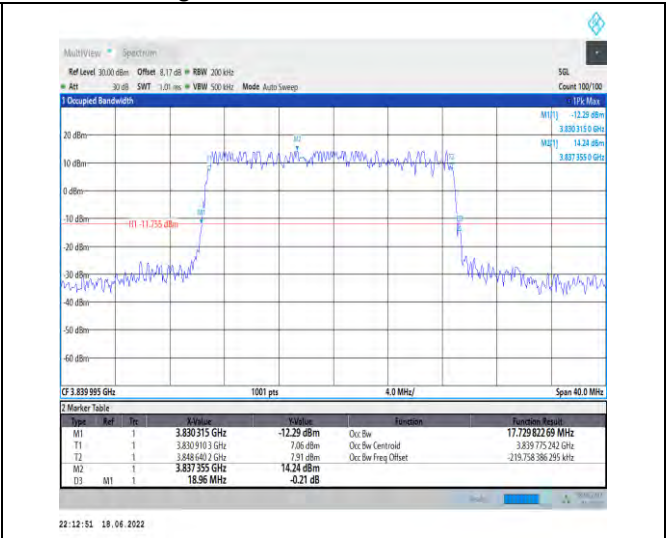 MultiView Spectrum
Ref Level 30.00 dBm Offset 8.17 dB RBW 200 kHz SGL
Att 30 dB SWT 1.01 ms VBW 500 kHz Mode Auto Sweep Count 100/100
1 Occupied Bandwidth 1Pk Max
M1[1] -12.29 dBm
3.830 315 0 GHz
M2[1] 14.24 dBm
3.837 355 0 GHz
20 dBm
M2
10 dBm
0 dBm
-10 dBm
H1 -11.755 dBm
-20 dBm
-30 dBm
-40 dBm
-50 dBm
-60 dBm
CF 3.839 995 GHz 1001 pts 4.0 MHz/ Span 40.0 MHz
2 Marker Table
Type Ref Trc X-Value Y-Value Function Function Result
M1 1 3.830 315 GHz -12.29 dBm Occ Bw 17.729 822 69 MHz
T1 1 3.830 910 3 GHz 7.06 dBm Occ Bw Centroid 3.839 775 242 GHz
T2 1 3.848 640 2 GHz 7.91 dBm Occ Bw Freq Offset -219.758 386 295 kHz
M2 1 3.837 355 GHz 14.24 dBm
D3 M1 1 18.96 MHz -0.21 dB
22:12:51 18.06.2022